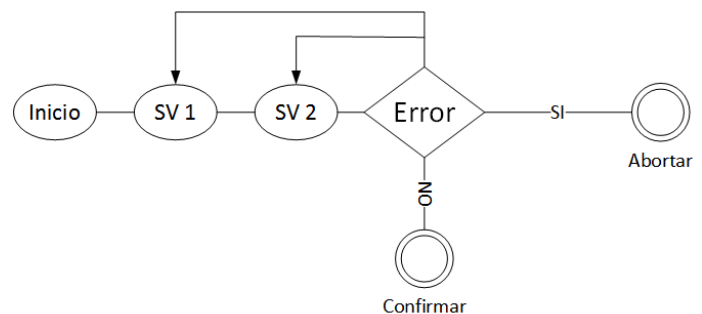 Inicio
SV 1
SV 2
Error
SI
Abortar
NO
Confirmar